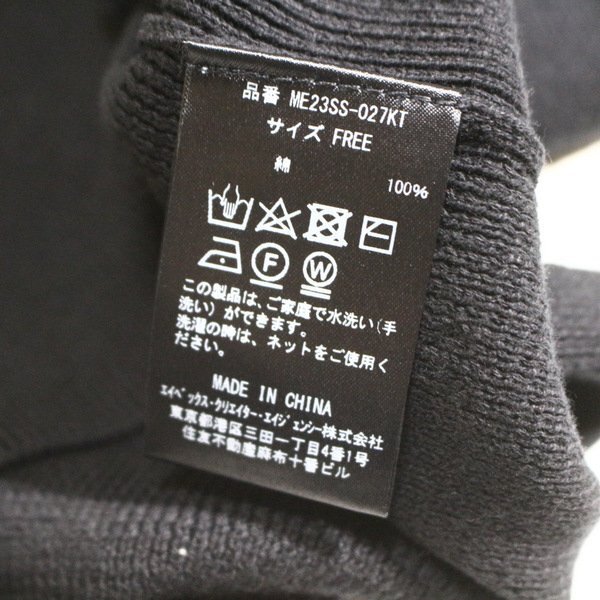 品番 ME23SS-027KT
サイズ FREE
綿 100%
F W
この製品は、ご家庭で水洗い(手
洗い)ができます。
洗濯の時は、ネットをご使用く
ださい。
MADE IN CHINA
エイベックス・クリエイター・エイジェンシー株式会社
東京都港区三田一丁目4番1号
住友不動産麻布十番ビル